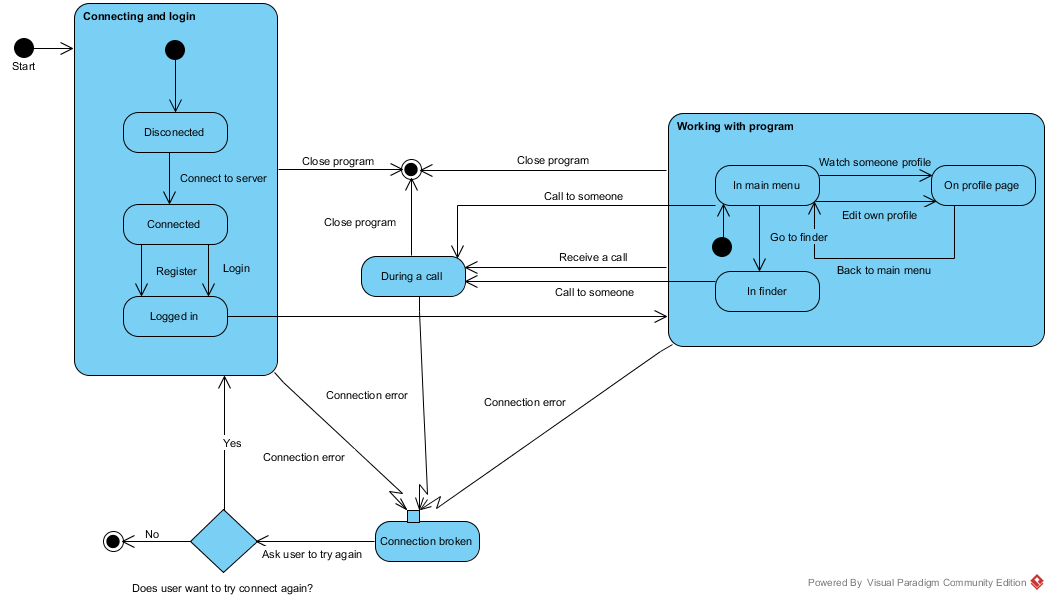 Connecting and login
Start
Disconected
Connect to server
Connected
Register
Login
Logged in
Close program
Close program
Close program
Working with program
In main menu
Watch someone profile
On profile page
Edit own profile
Go to finder
Back to main menu
In finder
Call to someone
Receive a call
Call to someone
During a call
Connection error
Connection error
Connection error
Yes
No
Ask user to try again
Connection broken
Does user want to try connect again?
Powered By Visual Paradigm Community Edition